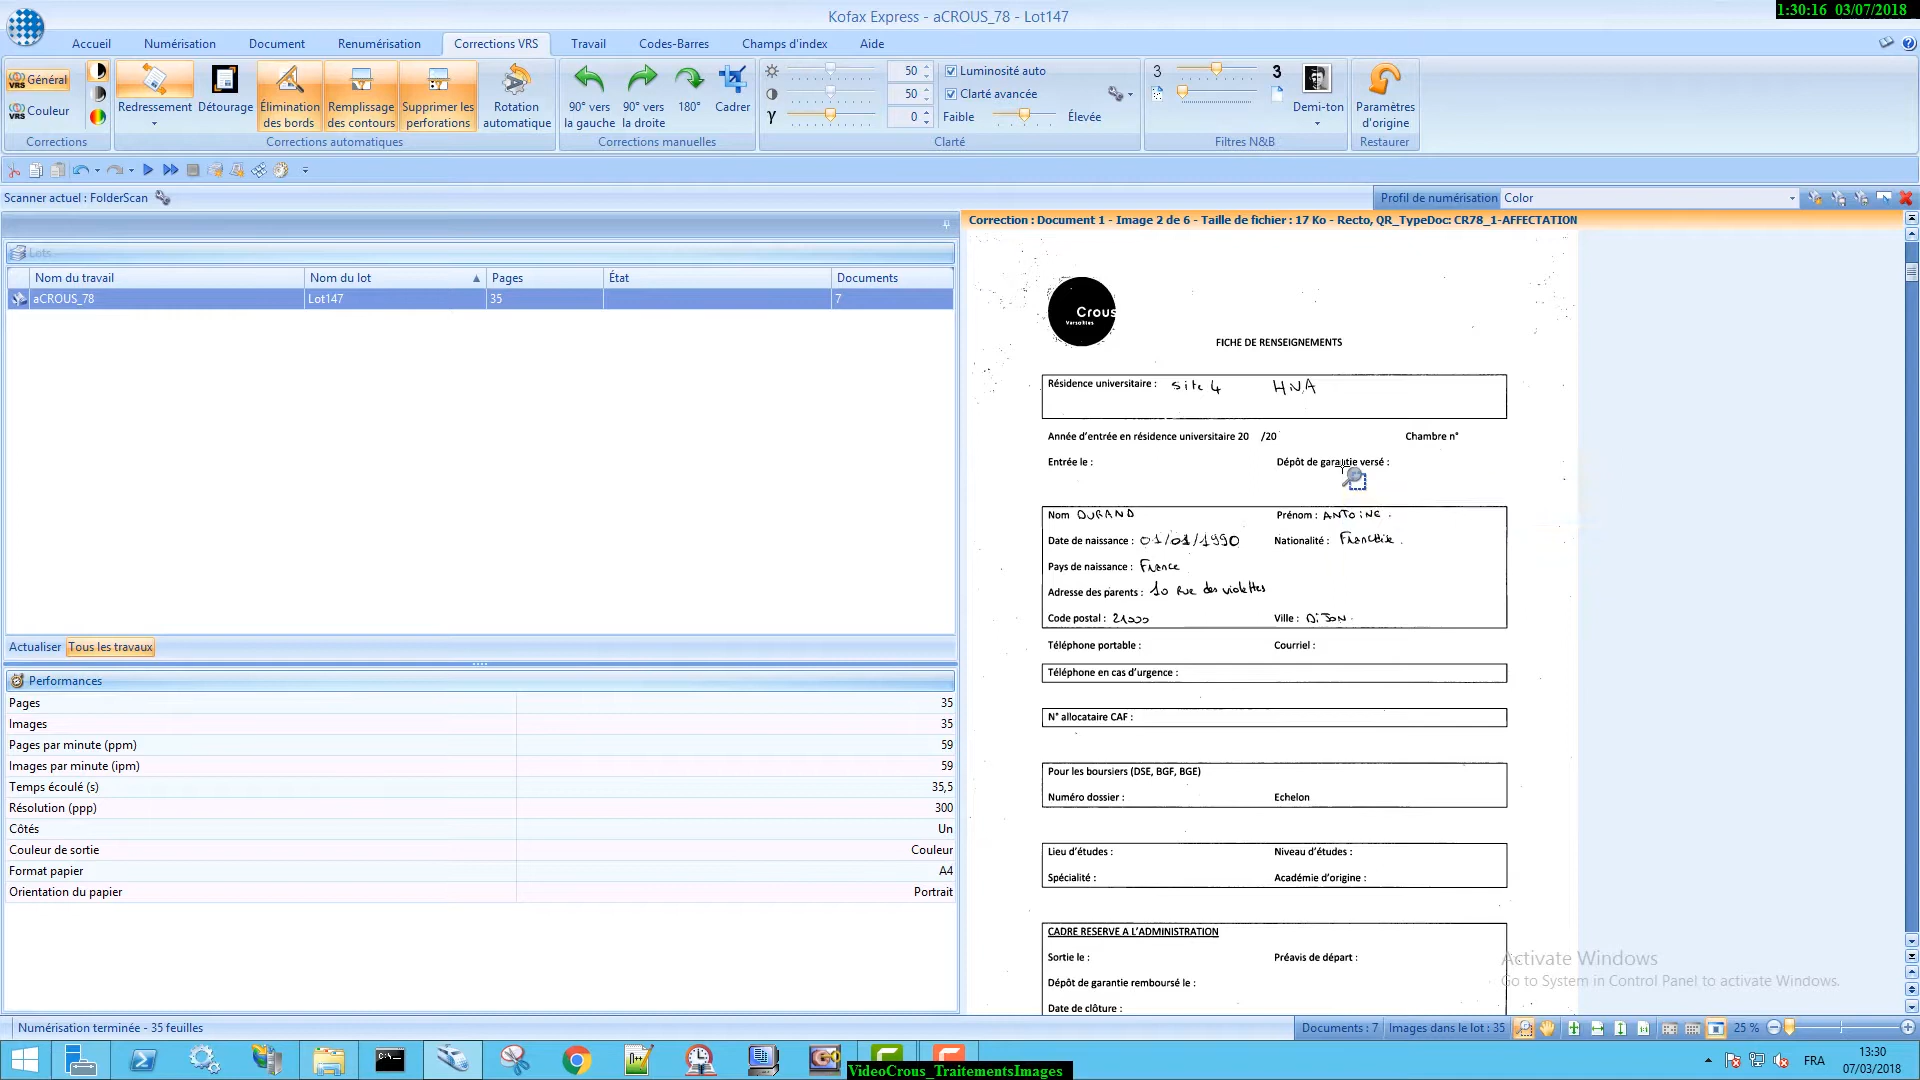 1:30:16 03/07/2018
Kofax Express - aCROUS_78 - Lot147
Accueil Numérisation Document Renumérisation Corrections VRS Travail Codes-Barres Champs d'index Aide
VRS Général
VRS Couleur
Corrections
Redressement
Détourage
Élimination des bords
Remplissage des contours
Supprimer les perforations
Rotation automatique
Corrections automatiques
90° vers la gauche
90° vers la droite
180°
Cadrer
Corrections manuelles
50
50
γ 0
Luminosité auto
Clarté avancée
Faible Élevée
Clarté
3 3
Demi-ton
Filtres N&B
Paramètres d'origine
Restaurer
Scanner actuel : FolderScan
Profil de numérisation Color
Lots
Nom du travail Nom du lot Pages État Documents
aCROUS_78 Lot147 35 7
Actualiser Tous les travaux
Performances
Pages 35
Images 35
Pages par minute (ppm) 59
Images par minute (ipm) 59
Temps écoulé (s) 35,5
Résolution (ppp) 300
Côtés Un
Couleur de sortie Couleur
Format papier A4
Orientation du papier Portrait
Correction : Document 1 - Image 2 de 6 - Taille de fichier : 17 Ko - Recto, QR_TypeDoc: CR78_1-AFFECTATION
Crous
Versailles
FICHE DE RENSEIGNEMENTS
Résidence universitaire : site 4 HNA
Année d'entrée en résidence universitaire 20 /20 Chambre n°
Entrée le : Dépôt de garantie versé :
Nom DURAND Prénom : ANTOINE
Date de naissance : 01/01/1990 Nationalité :
Pays de naissance : France
Adresse des parents : 10 Rue des violettes
Code postal : 21000 Ville : DIJON
Téléphone portable : Courriel :
Téléphone en cas d'urgence :
N° allocataire CAF :
Pour les boursiers (DSE, BGF, BGE)
Numéro dossier : Echelon
Lieu d'études : Niveau d'études :
Spécialité : Académie d'origine :
CADRE RESERVE A L'ADMINISTRATION
Sortie le : Préavis de départ :
Dépôt de garantie remboursé le :
Date de clôture :
Activate Windows
Go to System in Control Panel to activate Windows.
Numérisation terminée - 35 feuilles
Documents : 7 Images dans le lot : 35 25 %
VideoCrous_TraitementsImages
FRA
13:30
07/03/2018